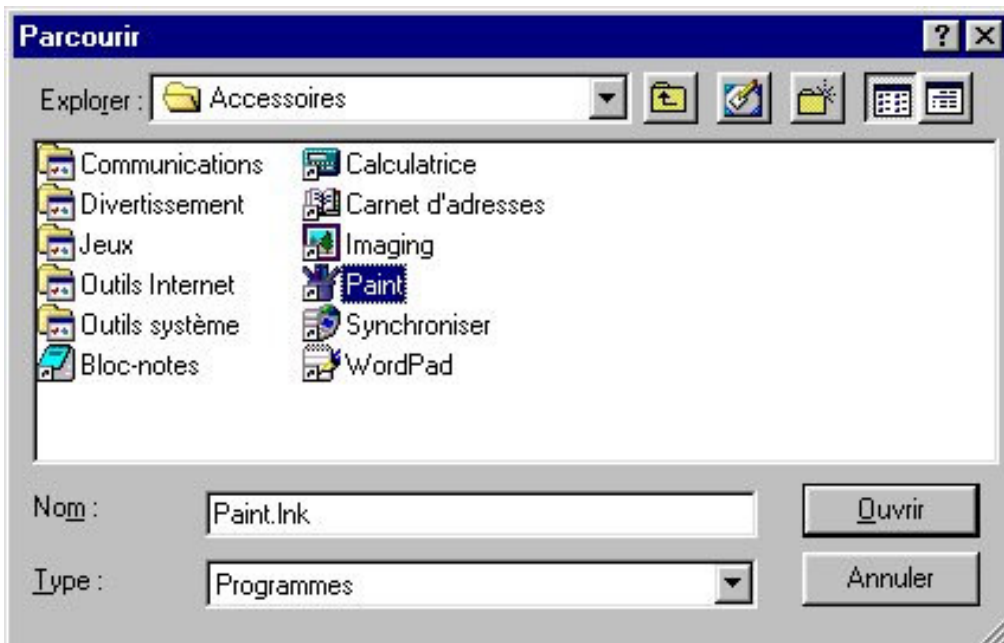 Parcourir
Explorer : Accessoires
Communications
Divertissement
Jeux
Outils Internet
Outils système
Bloc-notes
Calculatrice
Carnet d'adresses
Imaging
Paint
Synchroniser
WordPad
Nom : Paint.lnk
Ouvrir
Type : Programmes
Annuler